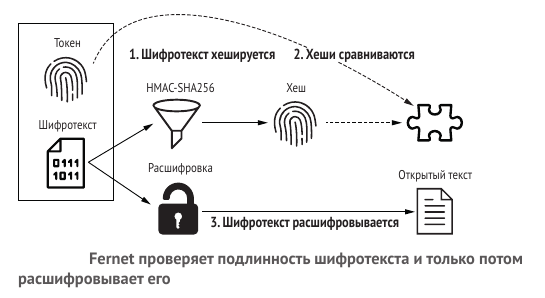 Токен
1. Шифротекст хешируется
2. Хеши сравниваются
HMAC-SHA256
Хеш
Шифротекст
0111
1011
Расшифровка
Открытый текст
3. Шифротекст расшифровывается
Fernet проверяет подлинность шифротекста и только потом
расшифровывает его